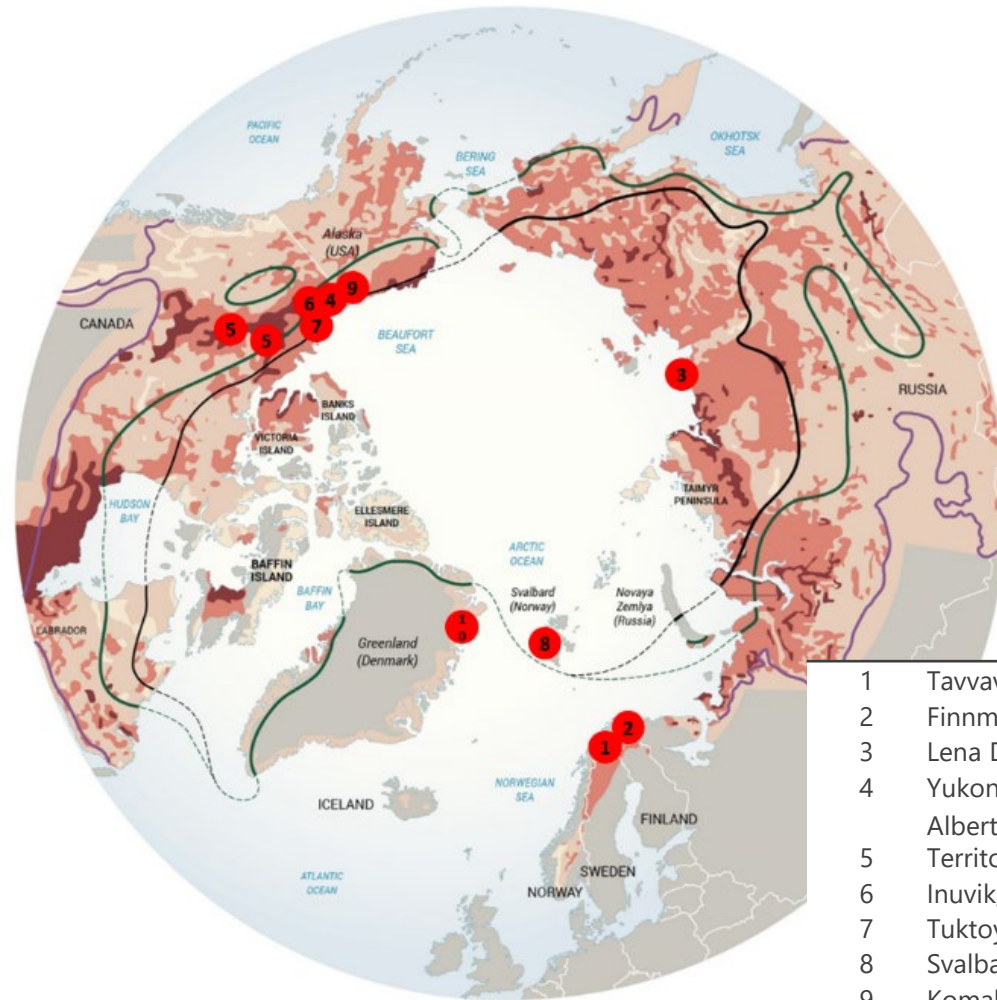 PACIFIC
OCEAN
BERING
SEA
OKHOTSK
SEA
Alaska
(USA)
CANADA
6
4
9
5
5
7
BEAUFORT
SEA
3
RUSSIA
BANKS
ISLAND
VICTORIA
ISLAND
TAIMYR
PENINSULA
HUDSON
BAY
ELLESMERE
ISLAND
BAFFIN
ISLAND
BAFFIN
BAY
ARCTIC
OCEAN
Svalbard
(Norway)
Novaya
Zemlya
(Russia)
LABRADOR
1
0
8
Greenland
(Denmark)
2
1
NORWEGIAN
SEA
ICELAND
FINLAND
SWEDEN
NORWAY
ATLANTIC
OCEAN
1
2 Finnm
3 Lena D
4 Yukon
Albert
5 Territo
6 Inuvik
7 Tuktoy
8 Svalba
9